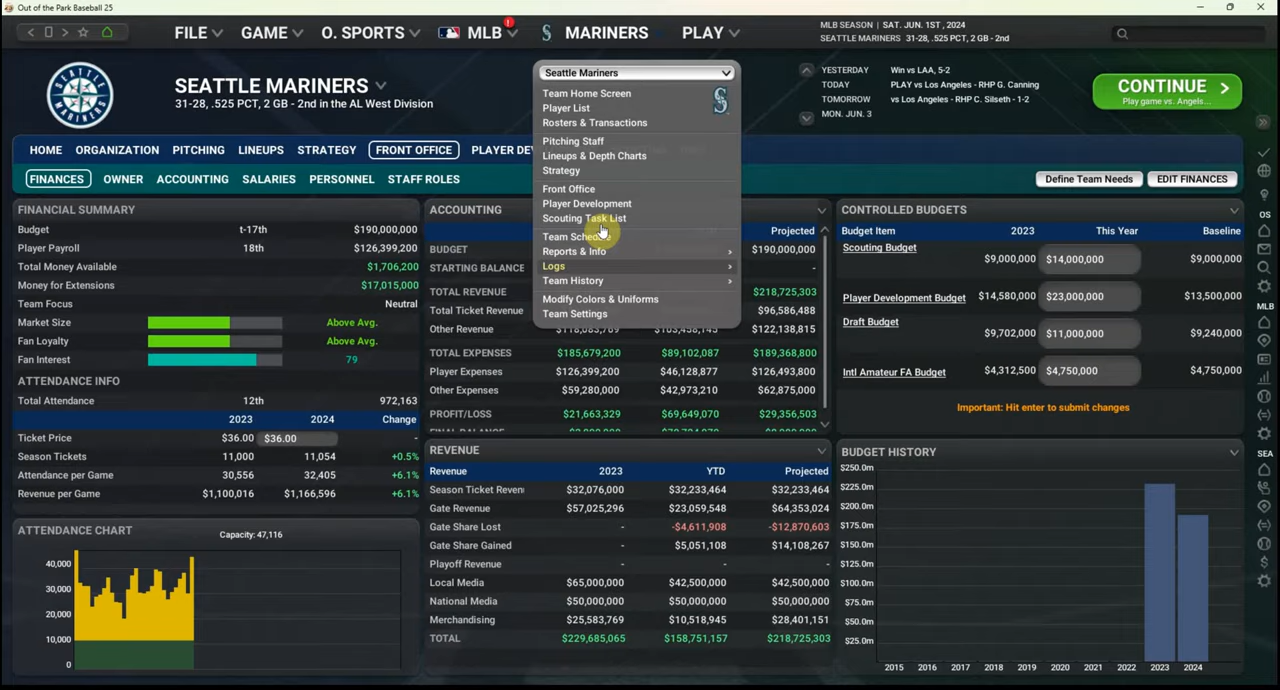 Out of the Park Baseball 25
FILE GAME O. SPORTS MLB ! MARINERS PLAY
MLB SEASON | SAT. JUN. 1ST , 2024
SEATTLE MARINERS 31-28, .525 PCT, 2 GB - 2nd
SEATTLE MARINERS
31-28, .525 PCT, 2 GB - 2nd in the AL West Division
Seattle Mariners
Team Home Screen
Player List
Rosters & Transactions
Pitching Staff
Lineups & Depth Charts
Strategy
Front Office
Player Development
Scouting Task List
Team Sche
Reports & Info
Logs
Team History
Modify Colors & Uniforms
Team Settings
YESTERDAY Win vs LAA, 5-2
TODAY PLAY vs Los Angeles - RHP G. Canning
TOMORROW vs Los Angeles - RHP C. Silseth - 1-2
MON. JUN. 3
CONTINUE
Play game vs. Angels...
HOME ORGANIZATION PITCHING LINEUPS STRATEGY FRONT OFFICE PLAYER DE
FINANCES OWNER ACCOUNTING SALARIES PERSONNEL STAFF ROLES
Define Team Needs EDIT FINANCES
FINANCIAL SUMMARY
Budget t-17th $190,000,000
Player Payroll 18th $126,399,200
Total Money Available $1,706,200
Money for Extensions $17,015,000
Team Focus Neutral
Market Size Above Avg.
Fan Loyalty Above Avg.
Fan Interest 79
ATTENDANCE INFO
Total Attendance 12th 972,163
2023 2024 Change
Ticket Price $36.00 $36.00 -
Season Tickets 11,000 11,054 +0.5%
Attendance per Game 30,556 32,405 +6.1%
Revenue per Game $1,100,016 $1,166,596 +6.1%
ATTENDANCE CHART
Capacity: 47,116
40,000
30,000
20,000
10,000
0
ACCOUNTING
Projected
BUDGET $190,000,000
STARTING BALANCE -
TOTAL REVENUE $218,725,303
Total Ticket Revenue $96,586,488
Other Revenue $118,083,769 $103,458,145 $122,138,815
TOTAL EXPENSES $185,679,200 $89,102,087 $189,368,800
Player Expenses $126,399,200 $46,128,877 $126,493,800
Other Expenses $59,280,000 $42,973,210 $62,875,000
PROFIT/LOSS $21,663,329 $69,649,070 $29,356,503
REVENUE
Revenue 2023 YTD Projected
Season Ticket Reven $32,076,000 $32,233,464 $32,233,464
Gate Revenue $57,025,296 $23,059,548 $64,353,024
Gate Share Lost - -$4,611,908 -$12,870,603
Gate Share Gained - $5,051,108 $14,108,267
Playoff Revenue - - -
Local Media $65,000,000 $42,500,000 $42,500,000
National Media $50,000,000 $50,000,000 $50,000,000
Merchandising $25,583,769 $10,518,945 $28,401,151
TOTAL $229,685,065 $158,751,157 $218,725,303
CONTROLLED BUDGETS
Budget Item 2023 This Year Baseline
Scouting Budget $9,000,000 $14,000,000 $9,000,000
Player Development Budget $14,580,000 $23,000,000 $13,500,000
Draft Budget $9,702,000 $11,000,000 $9,240,000
Intl Amateur FA Budget $4,312,500 $4,750,000 $4,750,000
Important: Hit enter to submit changes
BUDGET HISTORY
$250.0m
$225.0m
$200.0m
$175.0m
$150.0m
$125.0m
$100.0m
$75.0m
$50.0m
$25.0m
2015 2016 2017 2018 2019 2020 2021 2022 2023 2024
OS
MLB
SEA